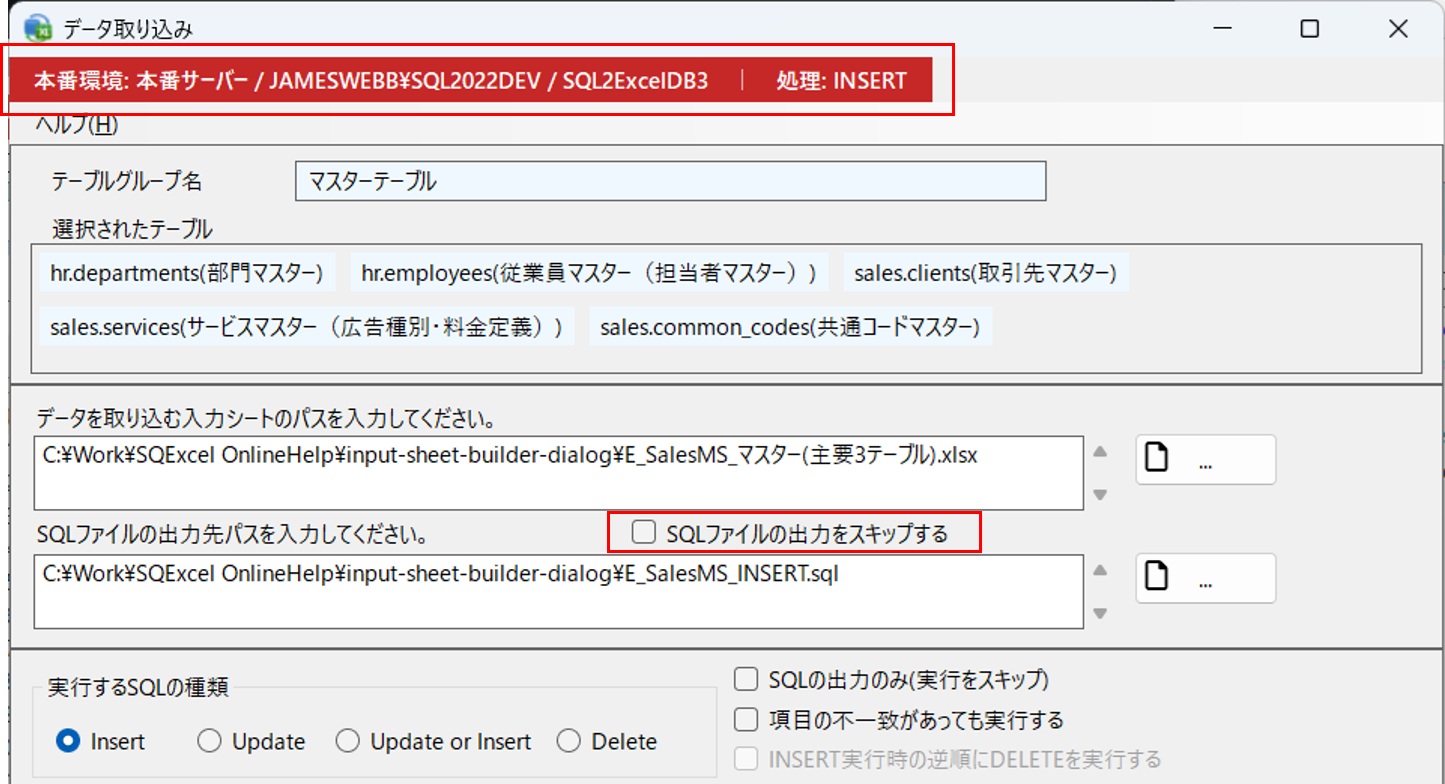 データ取り込み
本番環境: 本番サーバー / JAMESWEBB¥SQL2022DEV / SQL2ExcelDB3 | 処理: INSERT
ヘルプ(H)
テーブルグループ名 マスターテーブル
選択されたテーブル
hr.departments(部門マスター) hr.employees(従業員マスター（担当者マスター）) sales.clients(取引先マスター)
sales.services(サービスマスター（広告種別・料金定義）) sales.common_codes(共通コードマスター)
データを取り込む入力シートのパスを入力してください。
C:¥Work¥SQExcel OnlineHelp¥input-sheet-builder-dialog¥E_SalesMS_マスター(主要3テーブル).xlsx ...
SQLファイルの出力先パスを入力してください。 SQLファイルの出力をスキップする
C:¥Work¥SQExcel OnlineHelp¥input-sheet-builder-dialog¥E_SalesMS_INSERT.sql ...
実行するSQLの種類
Insert Update Update or Insert Delete
SQLの出力のみ(実行をスキップ)
項目の不一致があっても実行する
INSERT実行時の逆順にDELETEを実行する